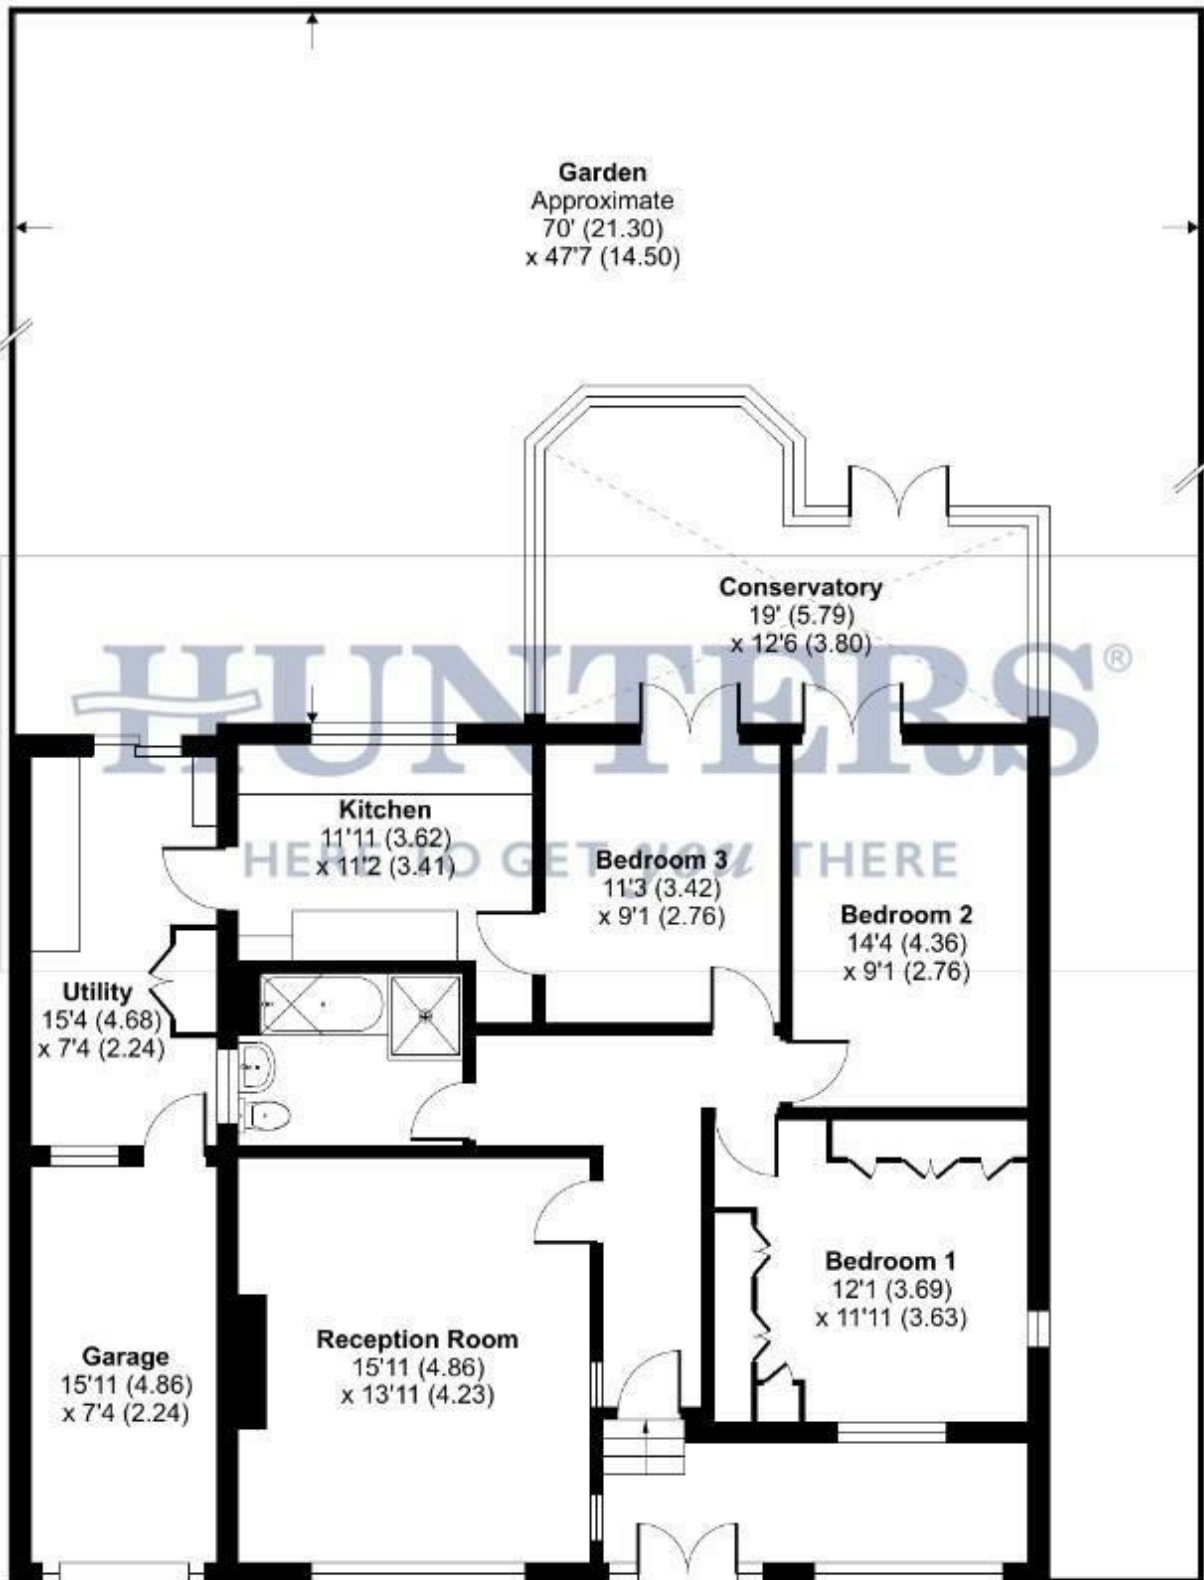 Garden
Approximate
70' (21.30)
x 47'7 (14.50)
Conservatory
19' (5.79)
x 12'6 (3.80)
HUNTERS®
HERE TO GET you THERE
Kitchen
11'11 (3.62)
x 11'2 (3.41)
Bedroom 3
11'3 (3.42)
x 9'1 (2.76)
Bedroom 2
14'4 (4.36)
x 9'1 (2.76)
Utility
15'4 (4.68)
x 7'4 (2.24)
Bedroom 1
12'1 (3.69)
x 11'11 (3.63)
Reception Room
15'11 (4.86)
x 13'11 (4.23)
Garage
15'11 (4.86)
x 7'4 (2.24)